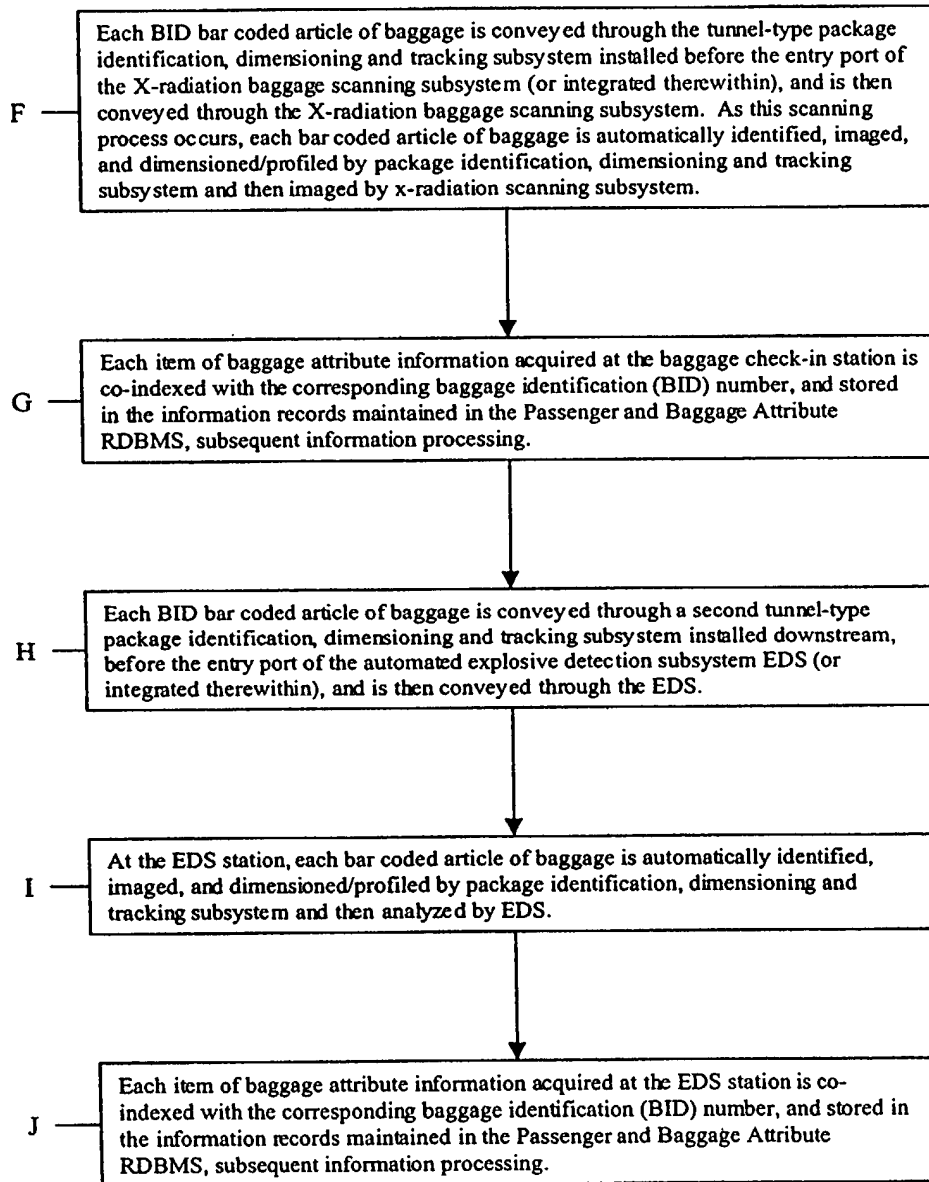 Each BID bar coded article of baggage is conveyed through the tunnel-type package
identification, dimensioning and tracking subsystem installed before the entry port of
the X-radiation baggage scanning subsystem (or integrated therewithin), and is then
F
conveyed through the X-radiation baggage scanning subsystem. As this scanning
process occurs, each bar coded article of baggage is automatically identified, imaged,
and dimensioned/profiled by package identification, dimensioning and tracking
subsystem and then imaged by x-radiation scanning subsystem.
Each item of baggage attribute information acquired at the baggage check-in station is
G
co-indexed with the corresponding baggage identification (BID) number, and stored
in the information records maintained in the Passenger and Baggage Attribute
RDBMS, subsequent information processing.
Each BID bar coded article of baggage is conveyed through a second tunnel-type
package identification, dimensioning and tracking subsystem installed downstream,
H
before the entry port of the automated explosive detection subsystem EDS (or
integrated therewithin), and is then conveyed through the EDS.
At the EDS station, each bar coded article of baggage is automatically identified,
I
imaged, and dimensioned/profiled by package identification, dimensioning and
tracking subsystem and then analyzed by EDS.
Each item of baggage attribute information acquired at the EDS station is co-
indexed with the corresponding baggage identification (BID) number, and stored in
J
the information records maintained in the Passenger and Baggage Attribute
RDBMS, subsequent information processing.